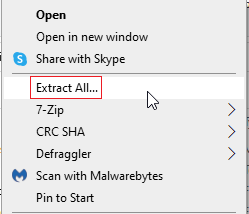 Open
Open in new window
Share with Skype
Extract All...
7-Zip
CRC SHA
Defraggler
Scan with Malwarebytes
Pin to Start